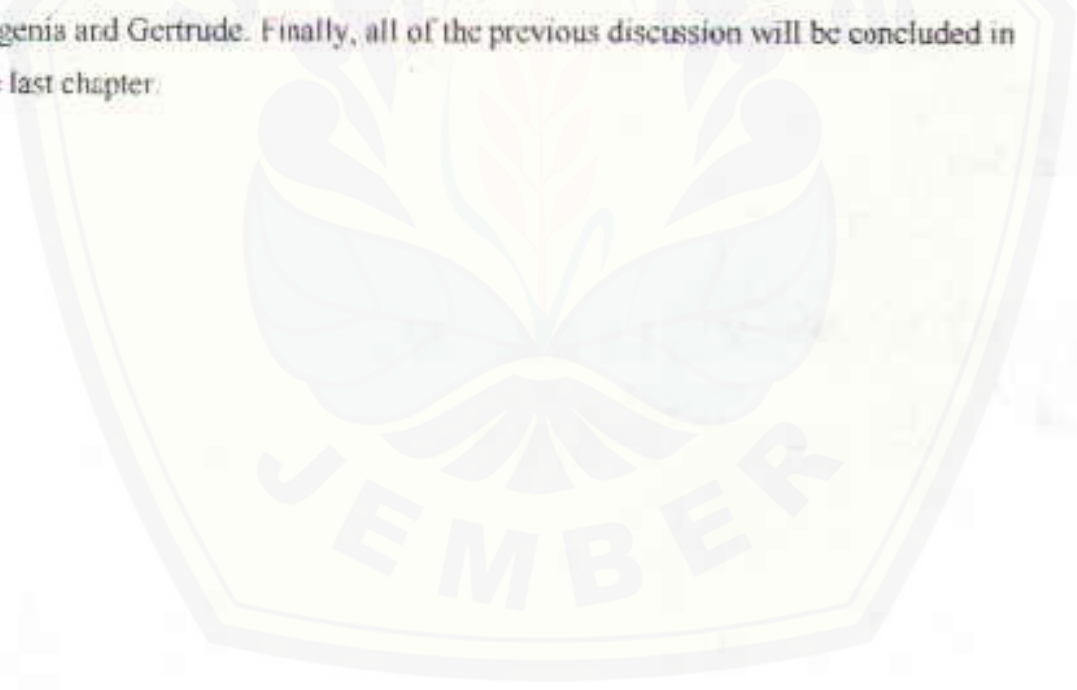 genia and Gertrude. Finally, all of the previous discussion will be concluded in
last chapter.
JEMBER